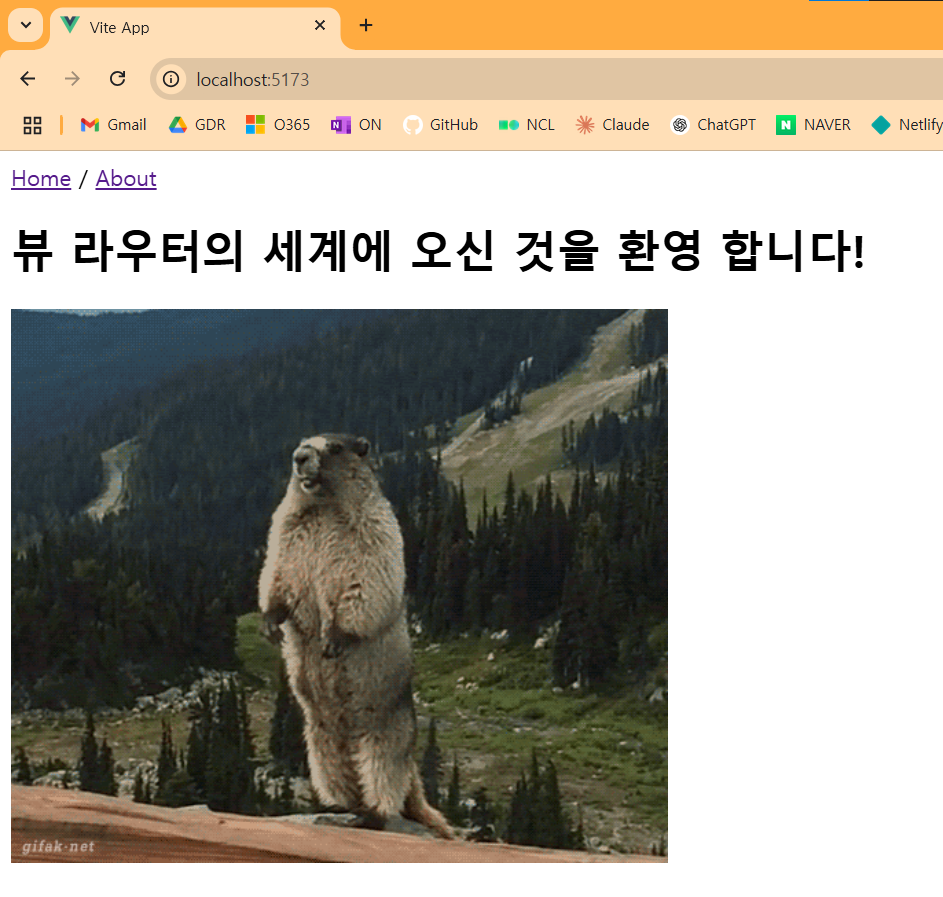 Vite App
localhost:5173
Gmail GDR O365 ON GitHub NCL Claude ChatGPT NAVER Netlify
Home / About
뷰 라우터의 세계에 오신 것을 환영 합니다!
gifak-net